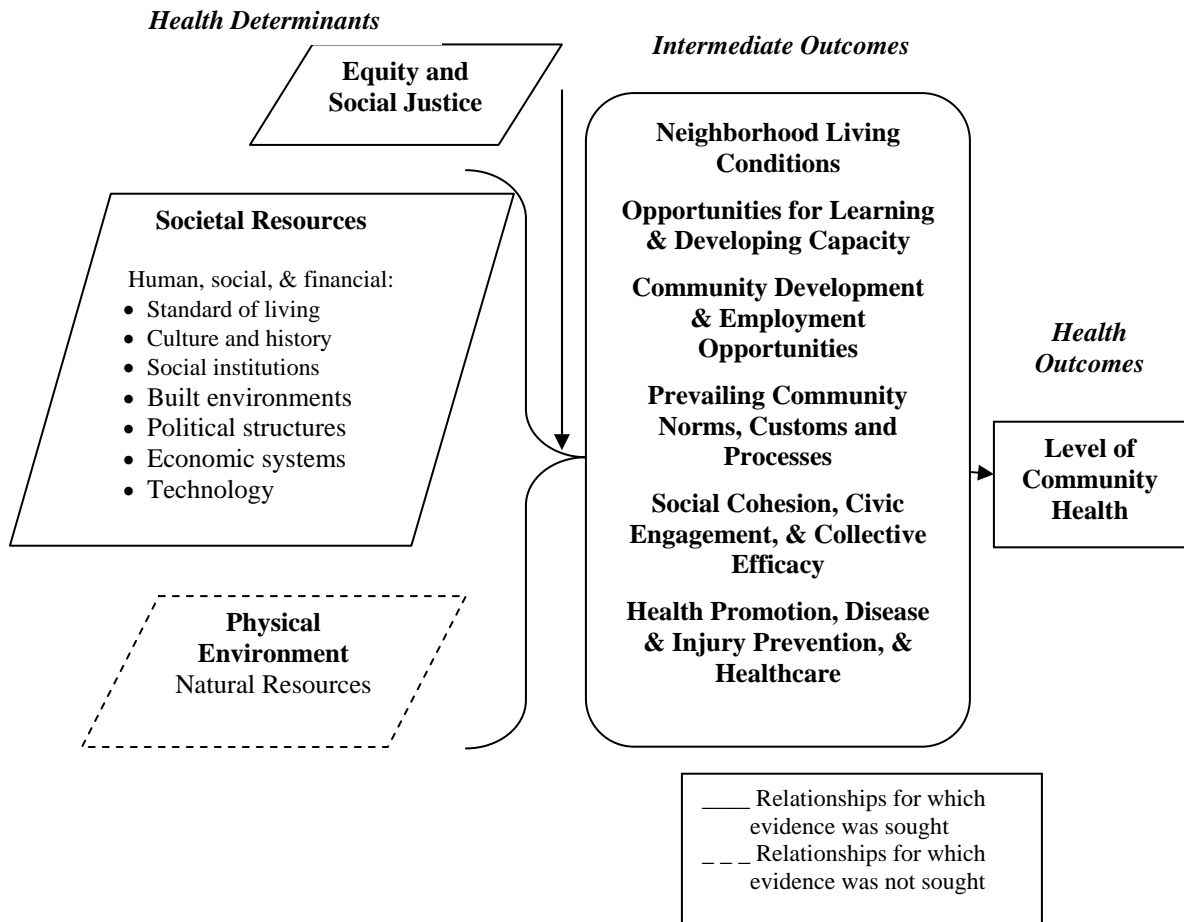 Health Determinants
Equity and
Social Justice
Societal Resources
Human, social, & financial:
• Standard of living
• Culture and history
• Social institutions
• Built environments
• Political structures
• Economic systems
• Technology
Physical
Environment
Natural Resources
Intermediate Outcomes
Neighborhood Living
Conditions
Opportunities for Learning
& Developing Capacity
Community Development
& Employment
Opportunities
Prevailing Community
Norms, Customs and
Processes
Social Cohesion, Civic
Engagement, & Collective
Efficacy
Health Promotion, Disease
& Injury Prevention, &
Healthcare
Health
Outcomes
Level of
Community
Health
____ Relationships for which
evidence was sought
_ _ _ Relationships for which
evidence was not sought